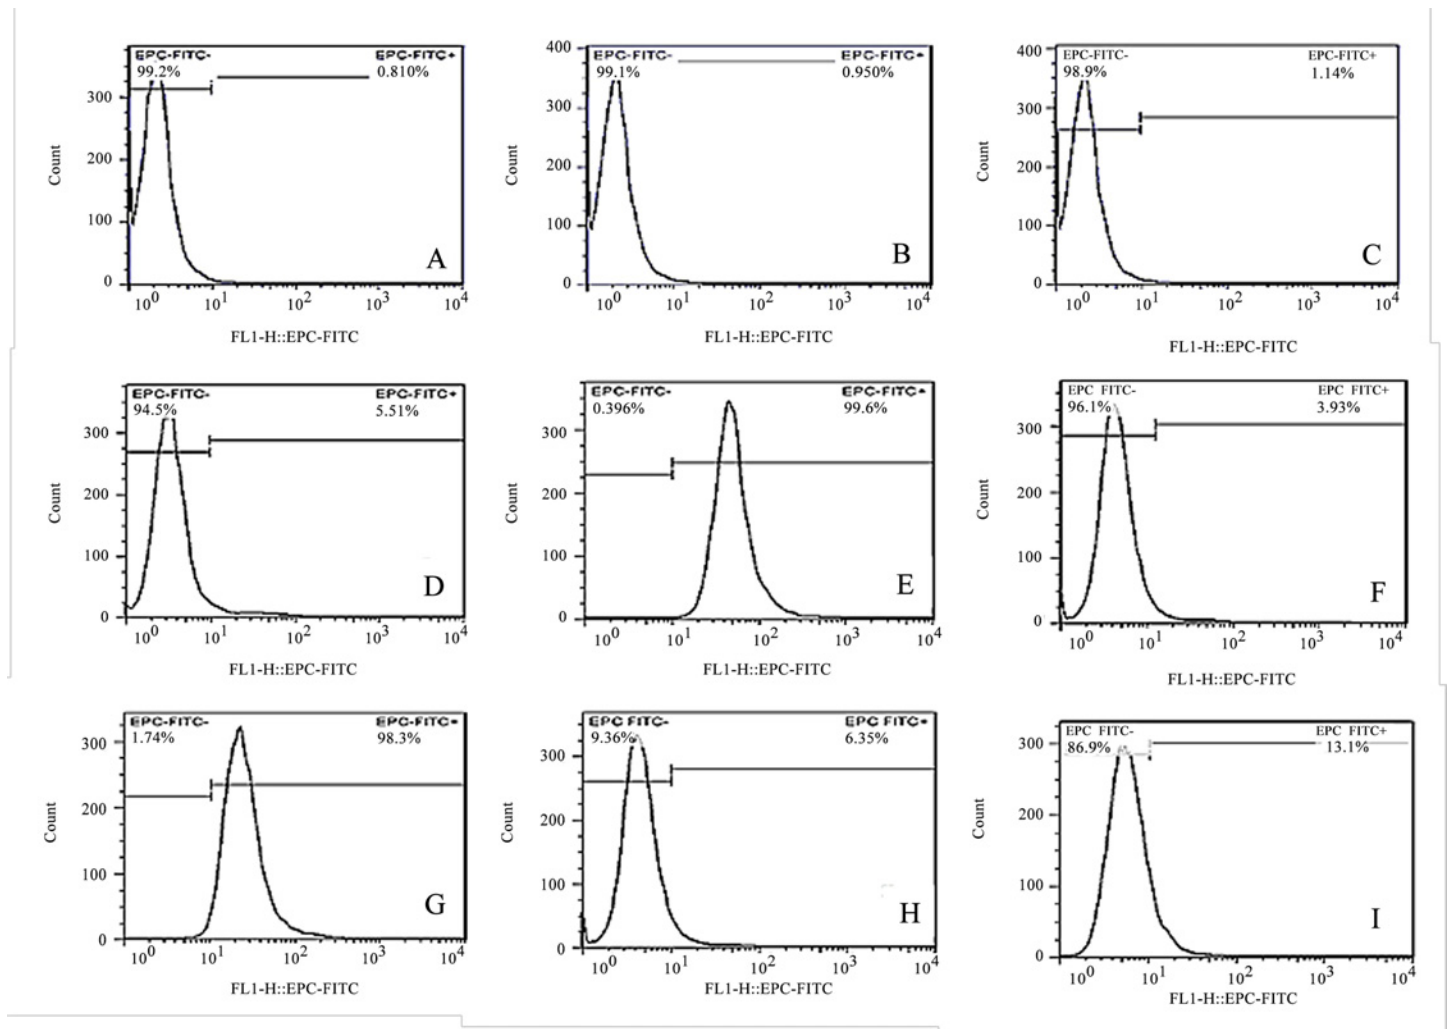 EPC-FITC- EPC-FITC+
99.2% 0.810%
300
200
100
0
Count
A
10^0 10^1 10^2 10^3 10^4
FL1-H::EPC-FITC
400
EPC-FITC- EPC-FITC+
99.1% 0.950%
300
200
100
0
Count
B
10^0 10^1 10^2 10^3 10^4
FL1-H::EPC-FITC
400
EPC-FITC- EPC-FITC+
98.9% 1.14%
300
200
100
0
Count
C
10^0 10^1 10^2 10^3 10^4
FL1-H::EPC-FITC
EPC-FITC- EPC-FITC+
94.5% 5.51%
300
200
100
0
Count
D
10^0 10^1 10^2 10^3 10^4
FL1-H::EPC-FITC
EPC-FITC- EPC-FITC+
0.396% 99.6%
300
200
100
0
Count
E
10^0 10^1 10^2 10^3 10^4
FL1-H::EPC-FITC
EPC FITC- EPC FITC+
96.1% 3.93%
300
200
100
0
Count
F
10^0 10^1 10^2 10^3 10^4
FL1-H::EPC-FITC
EPC-FITC- EPC-FITC+
1.74% 98.3%
300
200
100
0
Count
G
10^0 10^1 10^2 10^3 10^4
FL1-H::EPC-FITC
EPC FITC- EPC FITC+
9.36% 6.35%
300
200
100
0
Count
H
10^0 10^1 10^2 10^3 10^4
FL1-H::EPC-FITC
EPC FITC- EPC FITC+
86.9% 13.1%
300
200
100
0
Count
I
10^0 10^1 10^2 10^3 10^4
FL1-H::EPC-FITC